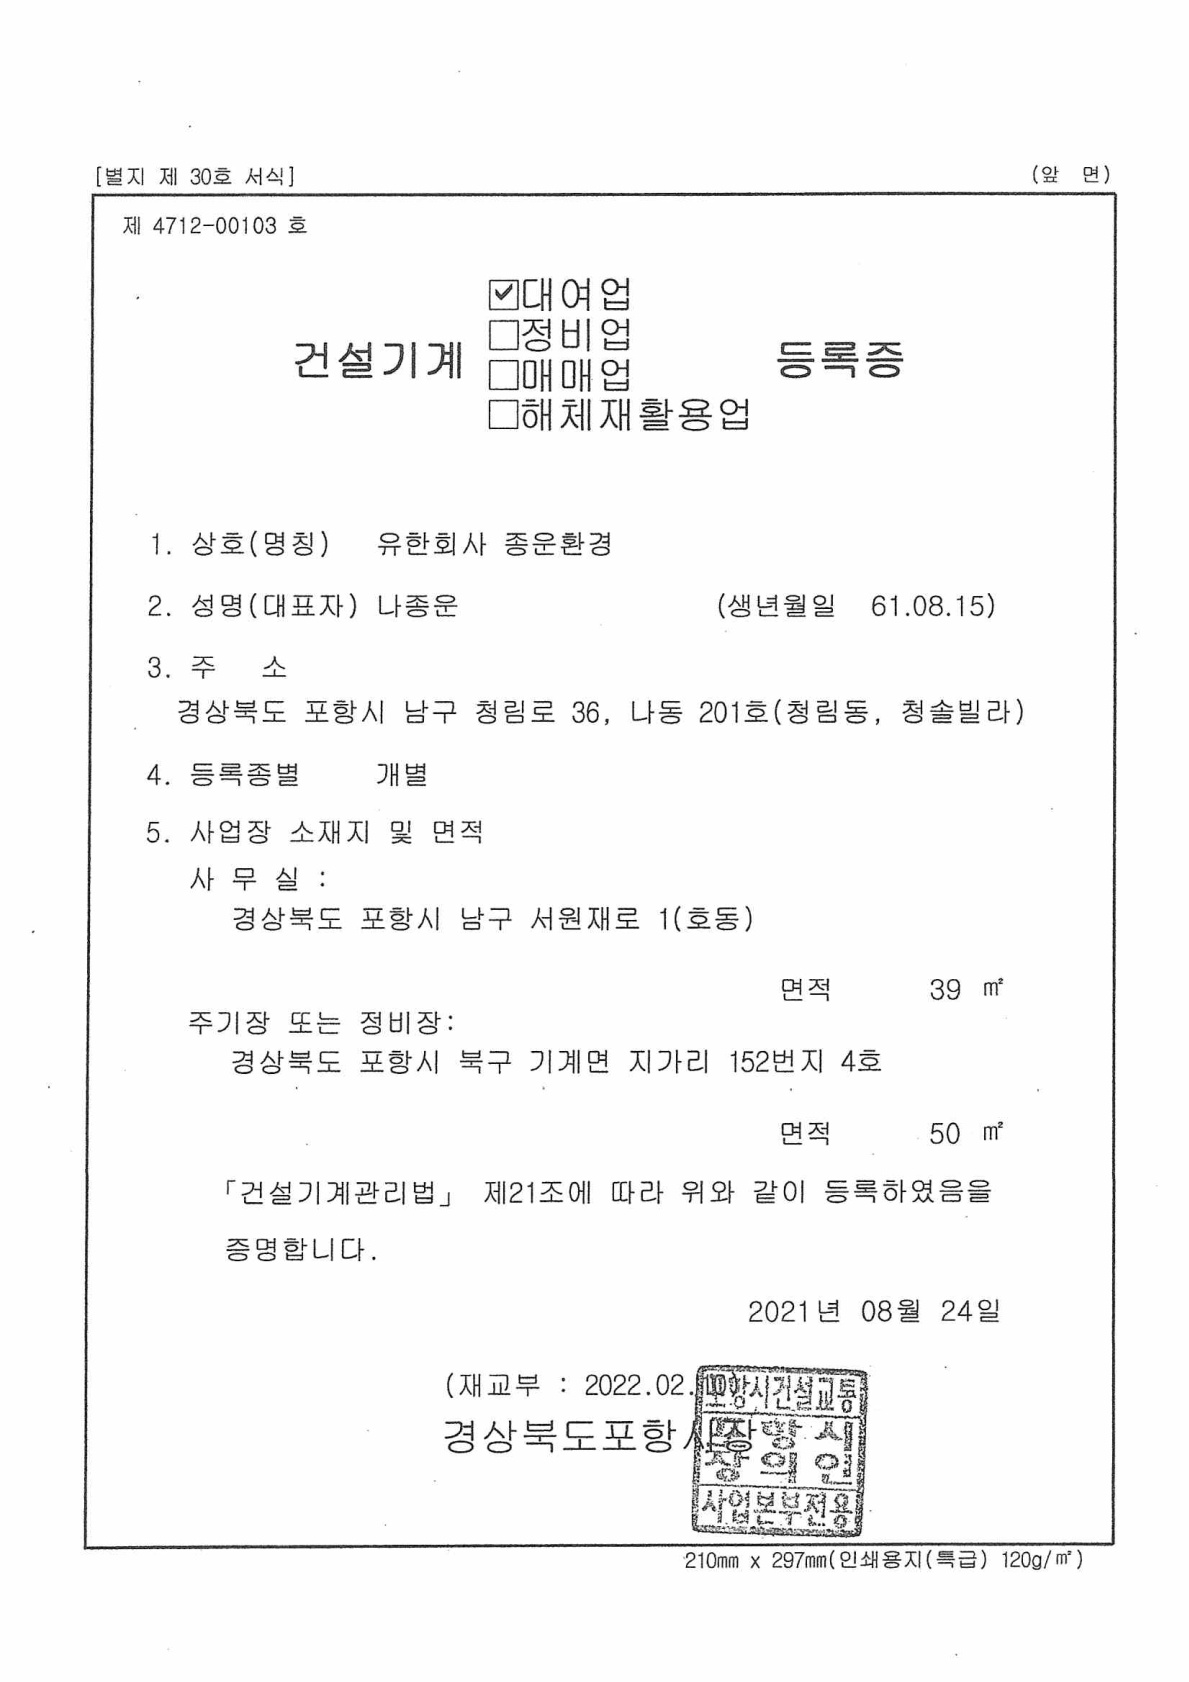 [별지 제 30호 서식]
(앞 면)
제 4712-00103 호
건설기계
☑대여업
□정비업
□매매업
□해체재활용업
등록증
1. 상호(명칭) 유한회사 종운환경
2. 성명(대표자) 나종운 (생년월일 61.08.15)
3. 주 소
경상북도 포항시 남구 청림로 36, 나동 201호(청림동, 청솔빌라)
4. 등록종별 개별
5. 사업장 소재지 및 면적
사 무 실 :
경상북도 포항시 남구 서원재로 1(호동)
면적 39 ㎡
주기장 또는 정비장:
경상북도 포항시 북구 기계면 지가리 152번지 4호
면적 50 ㎡
「건설기계관리법」 제21조에 따라 위와 같이 등록하였음을
증명합니다.
2021년 08월 24일
(재교부 : 2022.02.
경상북도포항시장
포항시건설교통
포항시
장의인
사업본부전용
210mm x 297mm(인쇄용지(특급) 120g/㎡)